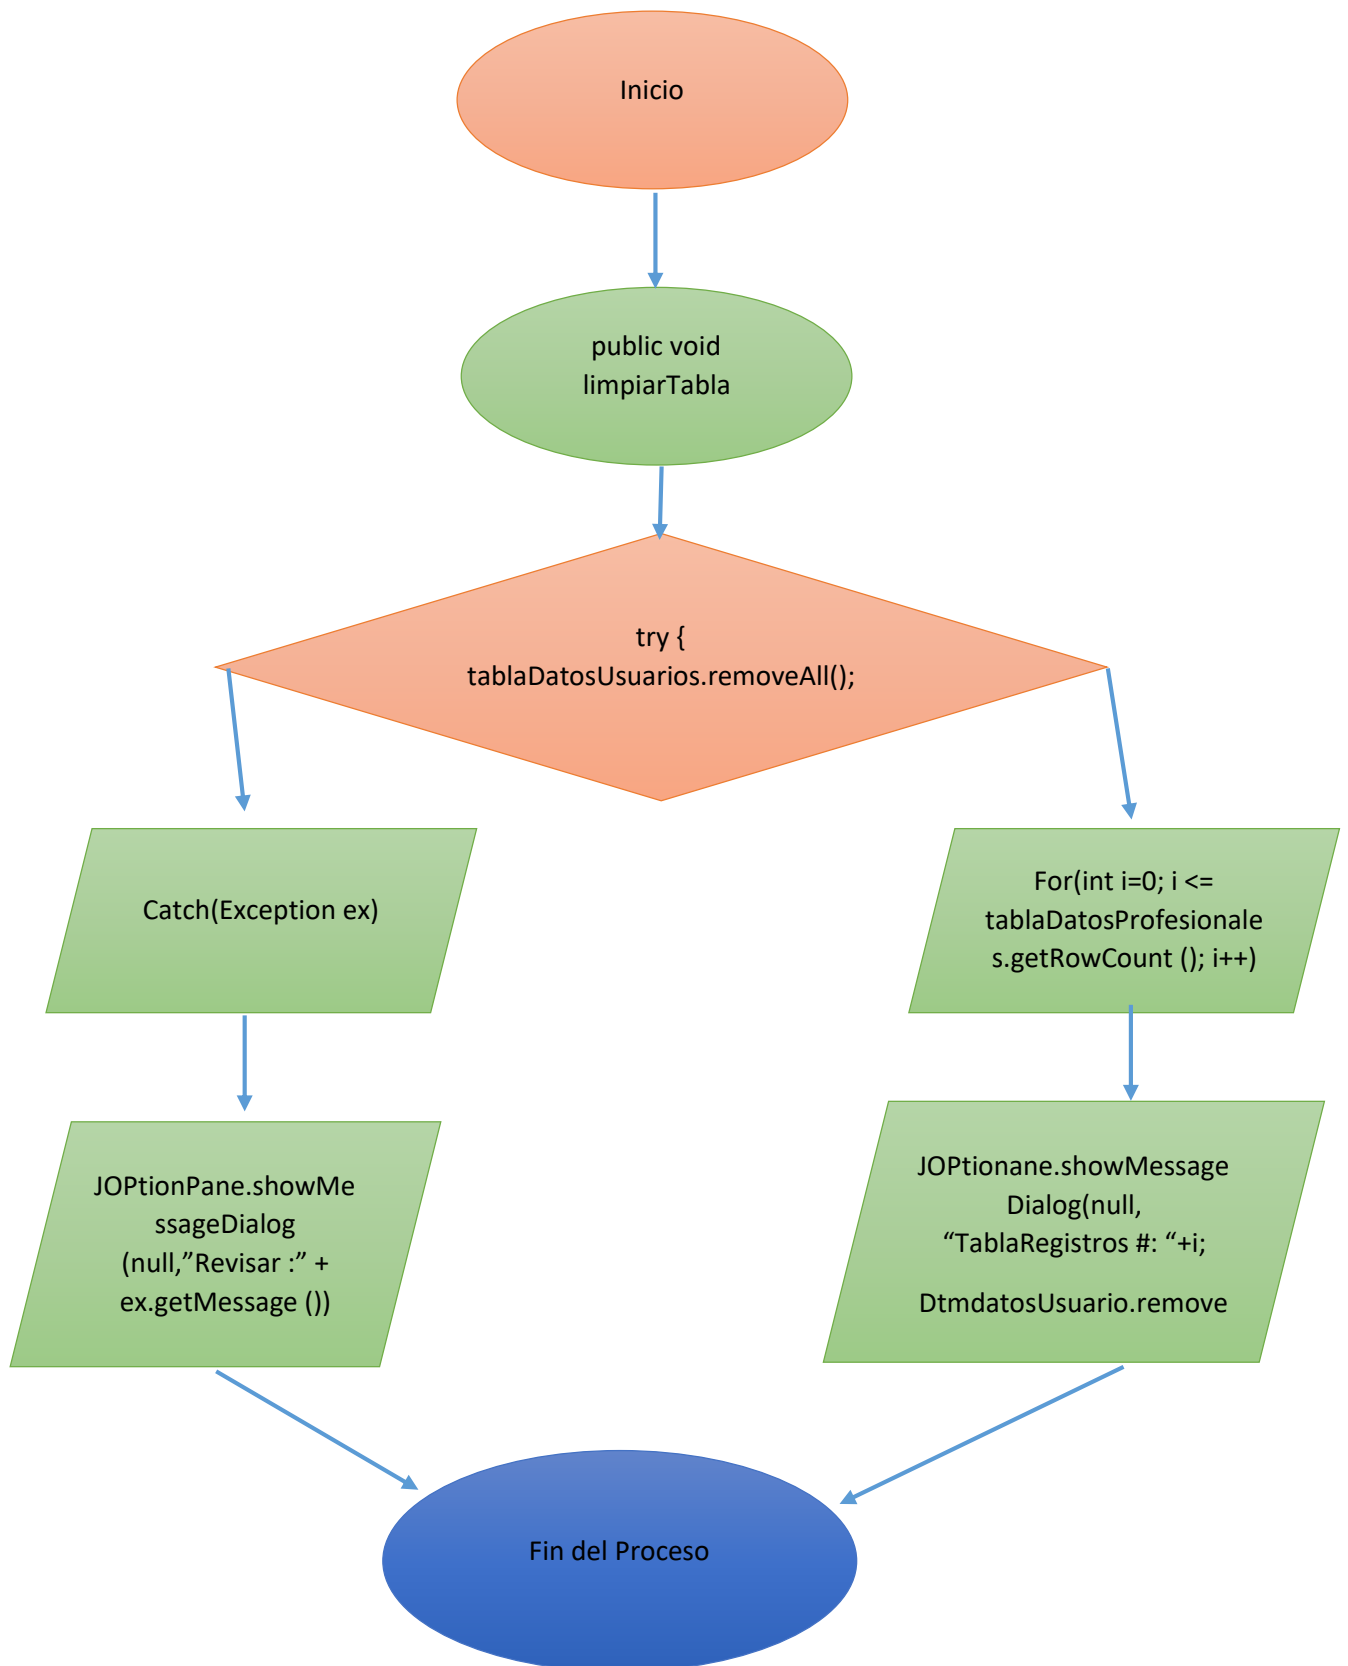 Inicio
public void
limpiarTabla
try {
tablaDatosUsuarios.removeAll();
Catch(Exception ex)
For(int i=0; i <=
tablaDatosProfesionale
s.getRowCount (); i++)
JOPtionPane.showMe
ssageDialog
(null,”Revisar :” +
ex.getMessage ())
JOPtionane.showMessage
Dialog(null,
“TablaRegistros #: “+i;
DtmdatosUsuario.remove
Fin del Proceso